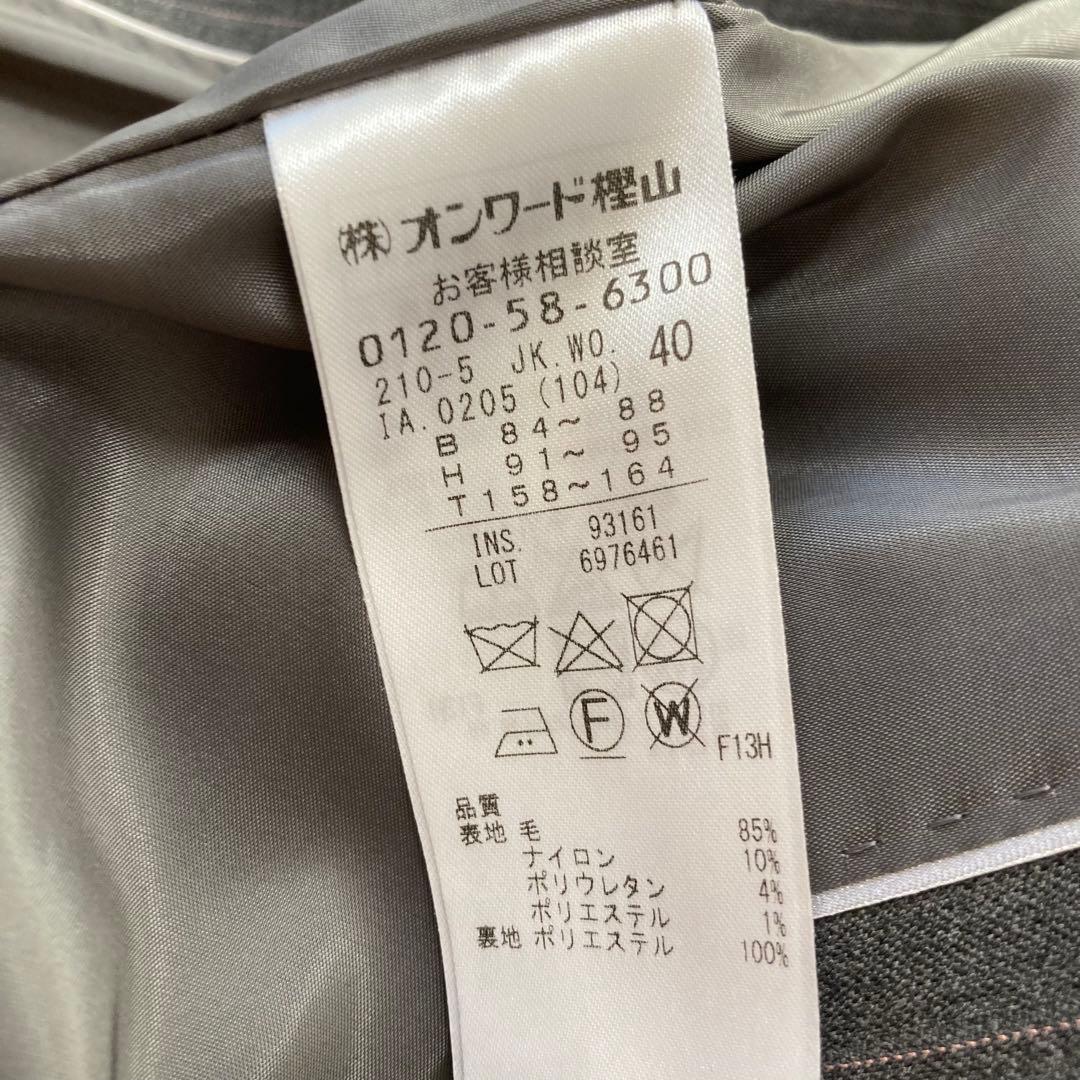 (株)オンワード樫山
お客様相談室
0120-58-6300
210-5 JK.WO. 40
IA.0205 (104)
B 84～ 88
H 91～ 95
T158～164
INS. 93161
LOT 6976461
F W F13H
品質
表地 毛 85%
ナイロン 10%
ポリウレタン 4%
ポリエステル 1%
裏地 ポリエステル 100%